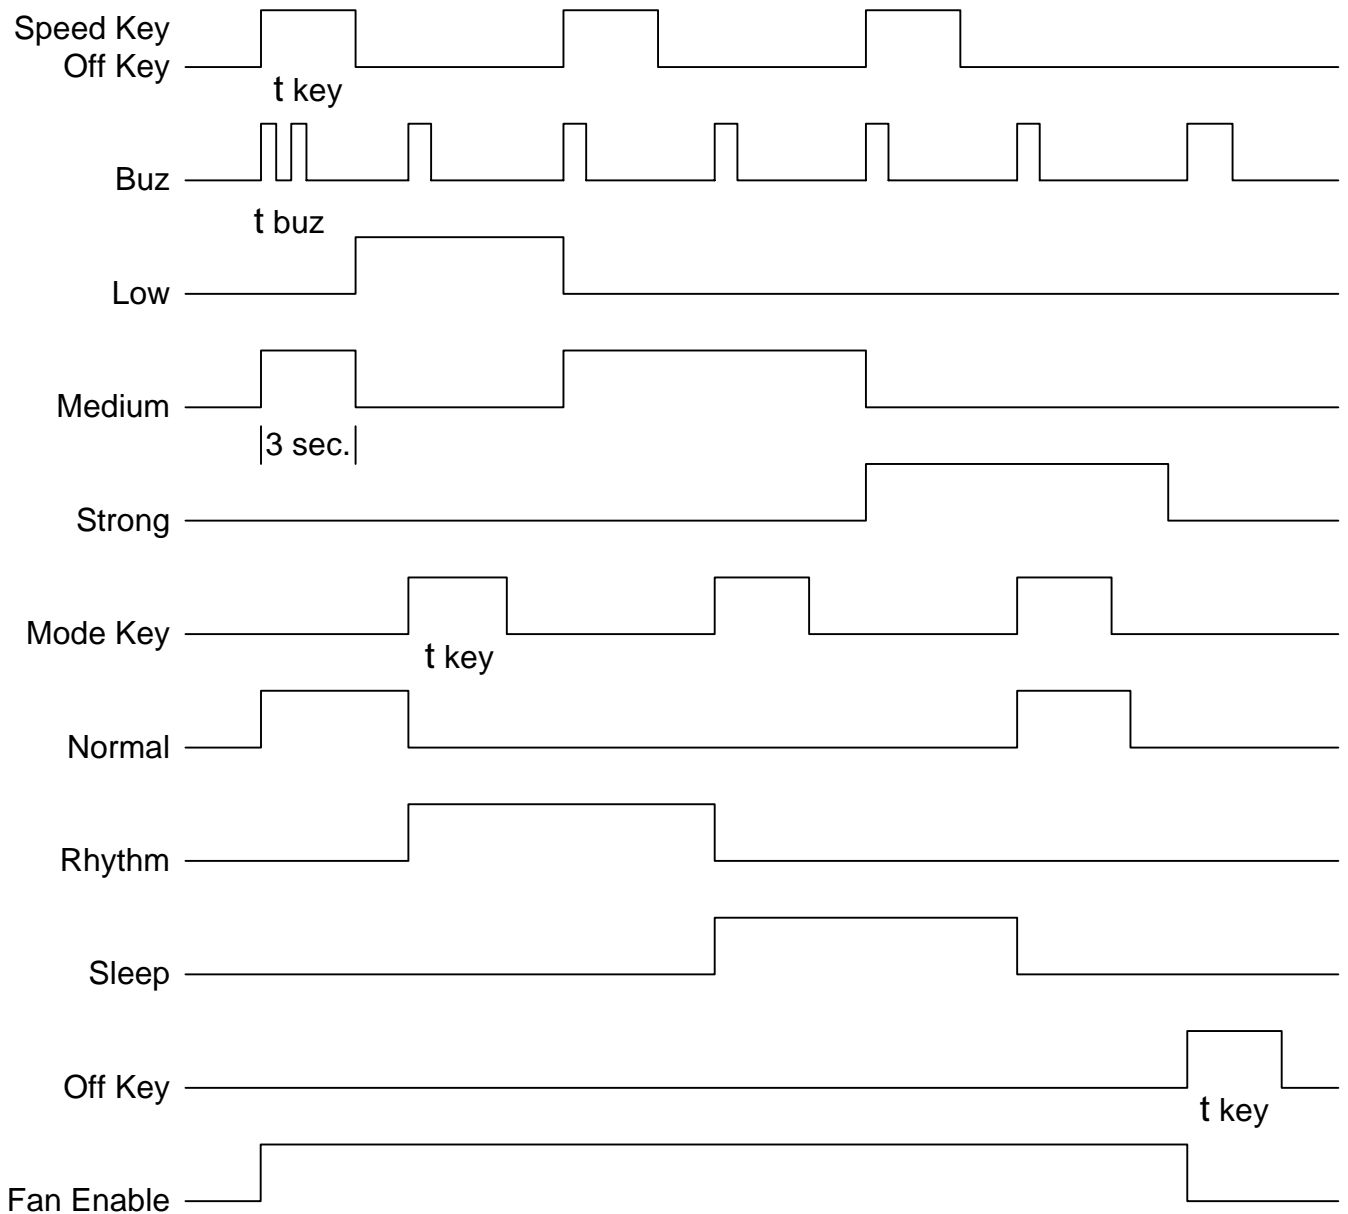 Speed Key
Off Key
t key
Buz
t buz
Low
Medium
3 sec.
Strong
Mode Key
t key
Normal
Rhythm
Sleep
Off Key
t key
Fan Enable